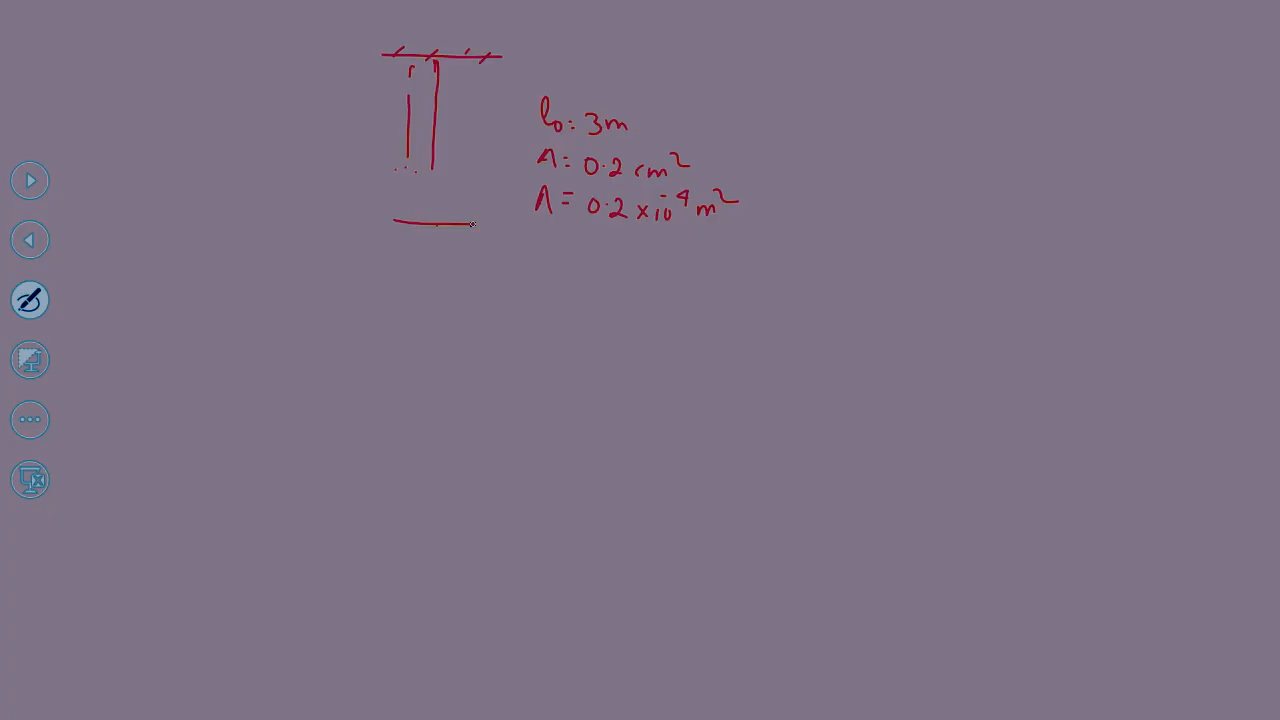 l₀: 3m
A = 0.2 cm²
A = 0.2 × 10⁻⁴ m²